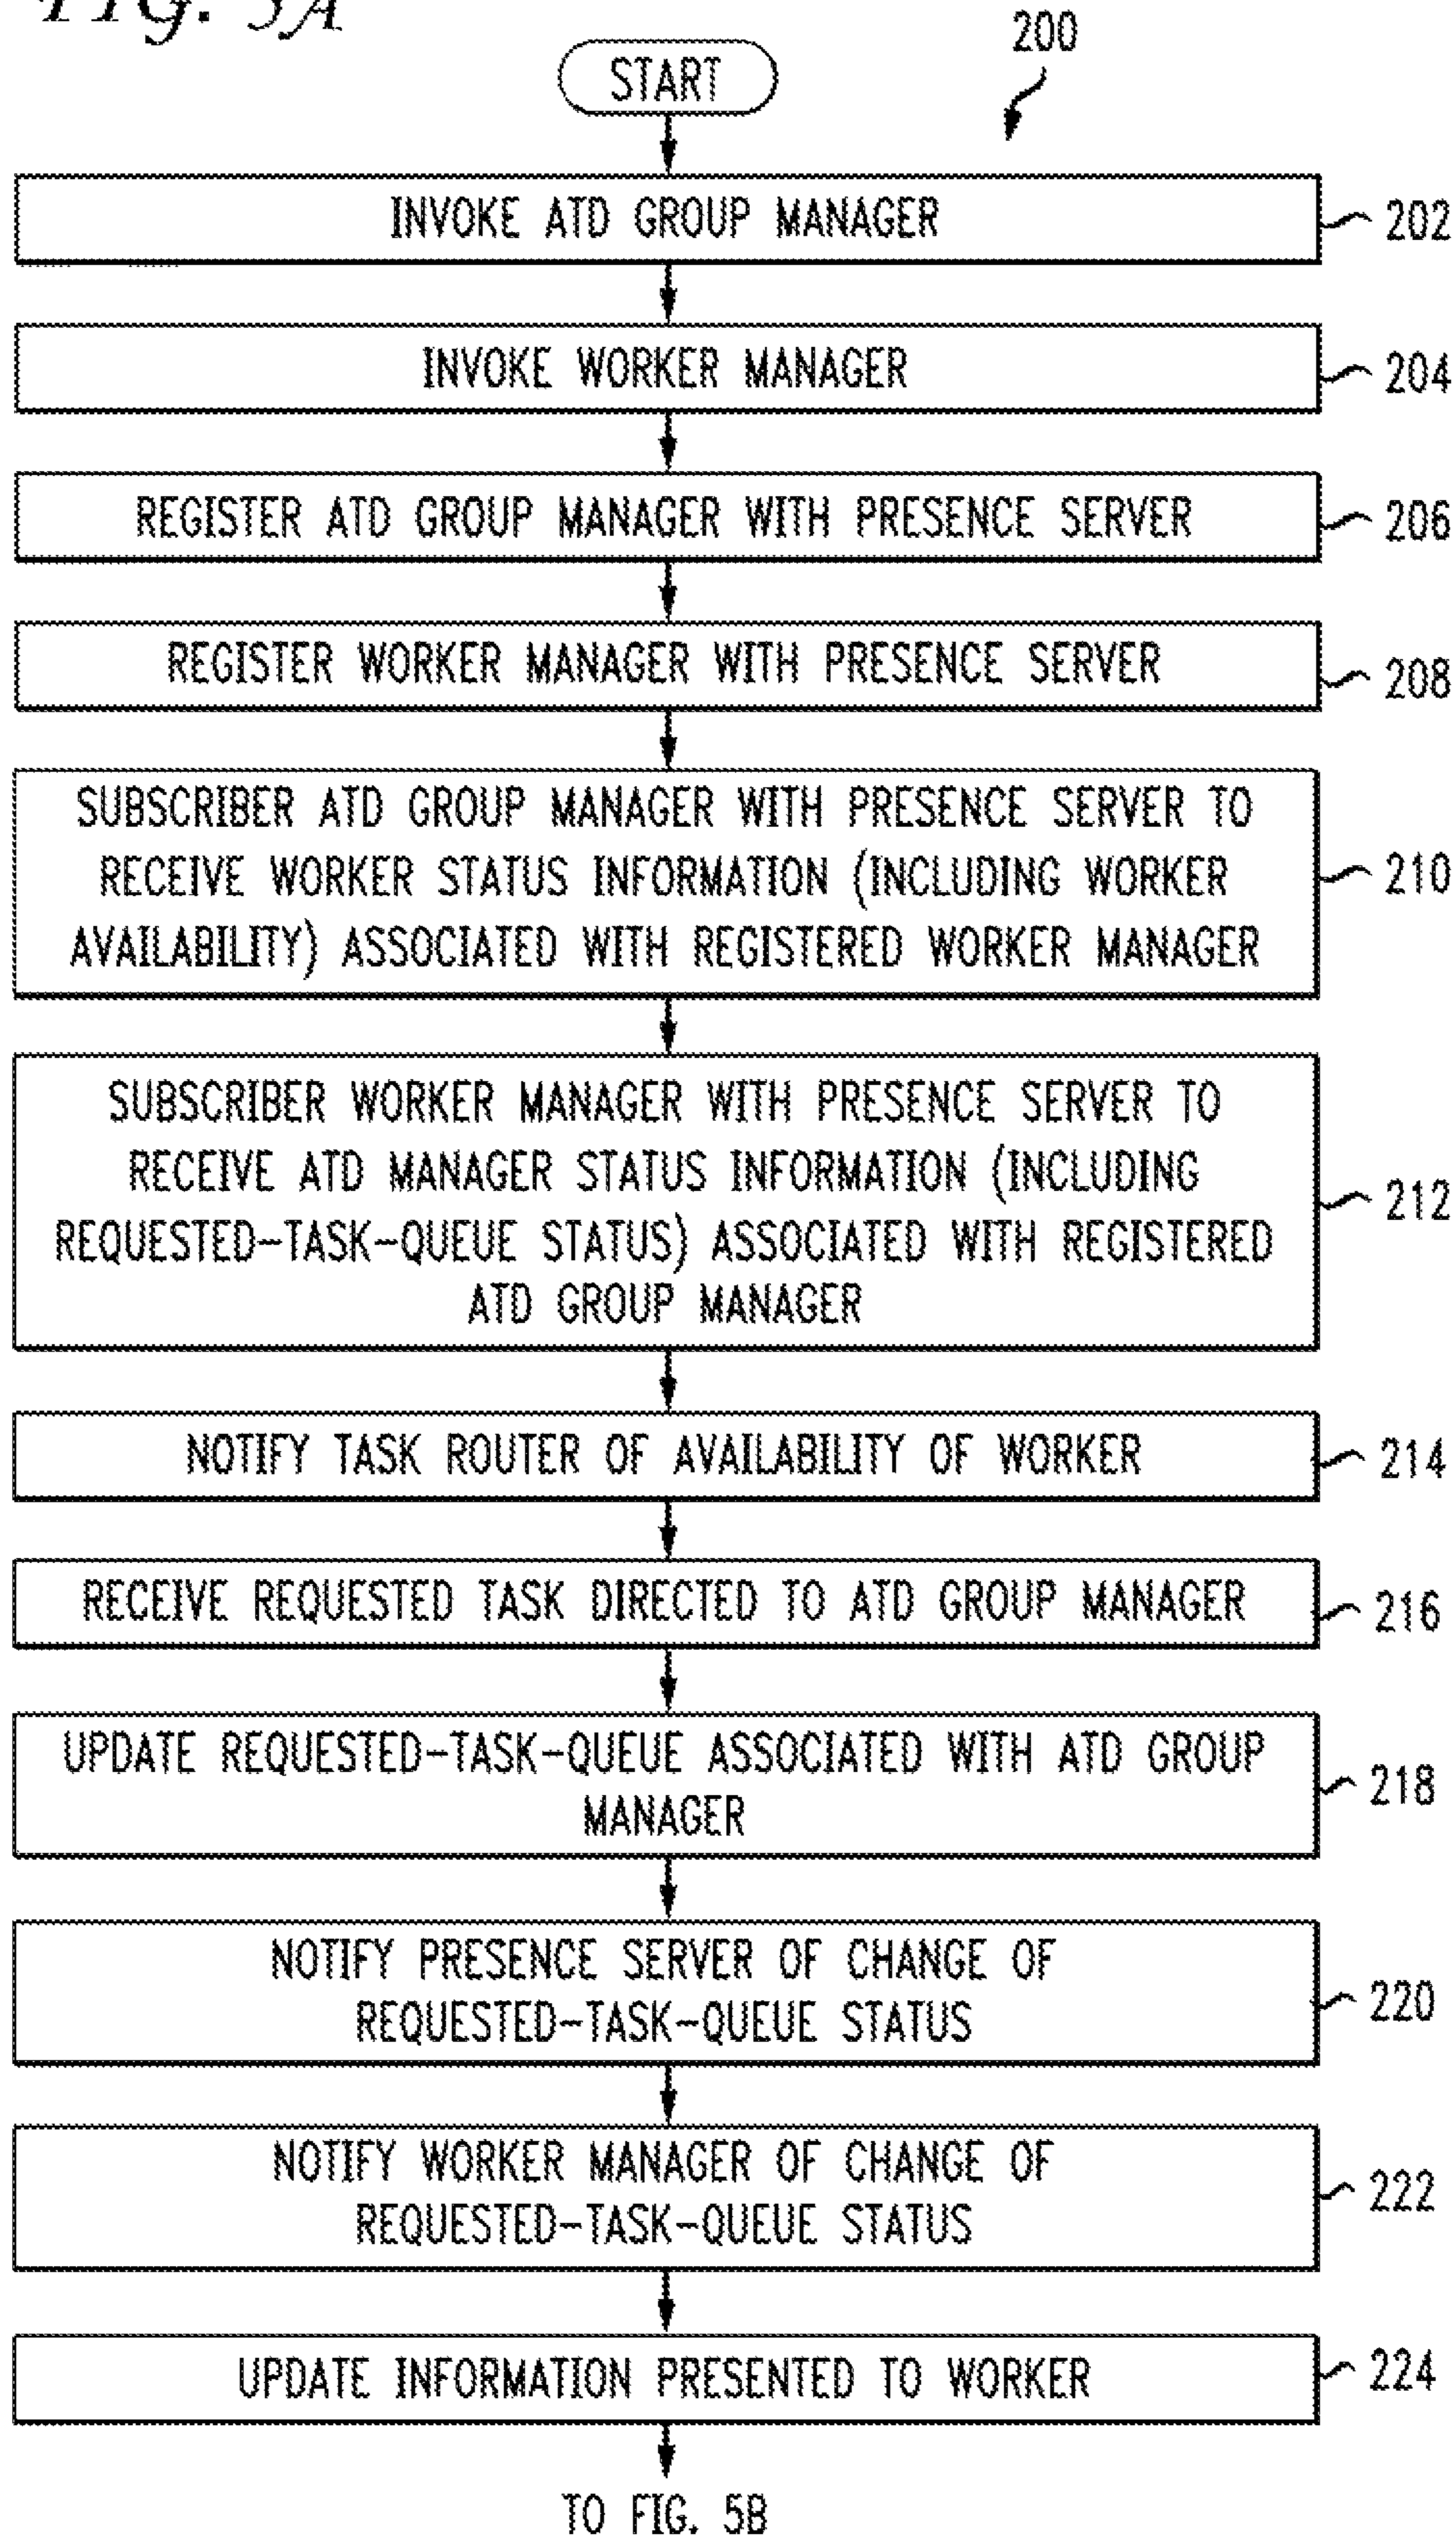 FIG. 5A
200
START
INVOKE ATD GROUP MANAGER
202
INVOKE WORKER MANAGER
204
REGISTER ATD GROUP MANAGER WITH PRESENCE SERVER
206
REGISTER WORKER MANAGER WITH PRESENCE SERVER
208
SUBSCRIBER ATD GROUP MANAGER WITH PRESENCE SERVER TO
RECEIVE WORKER STATUS INFORMATION (INCLUDING WORKER
AVAILABILITY) ASSOCIATED WITH REGISTERED WORKER MANAGER
210
SUBSCRIBER WORKER MANAGER WITH PRESENCE SERVER TO
RECEIVE ATD MANAGER STATUS INFORMATION (INCLUDING
REQUESTED-TASK-QUEUE STATUS) ASSOCIATED WITH REGISTERED
ATD GROUP MANAGER
212
NOTIFY TASK ROUTER OF AVAILABILITY OF WORKER
214
RECEIVE REQUESTED TASK DIRECTED TO ATD GROUP MANAGER
216
UPDATE REQUESTED-TASK-QUEUE ASSOCIATED WITH ATD GROUP
MANAGER
218
NOTIFY PRESENCE SERVER OF CHANGE OF
REQUESTED-TASK-QUEUE STATUS
220
NOTIFY WORKER MANAGER OF CHANGE OF
REQUESTED-TASK-QUEUE STATUS
222
UPDATE INFORMATION PRESENTED TO WORKER
224
TO FIG. 5B